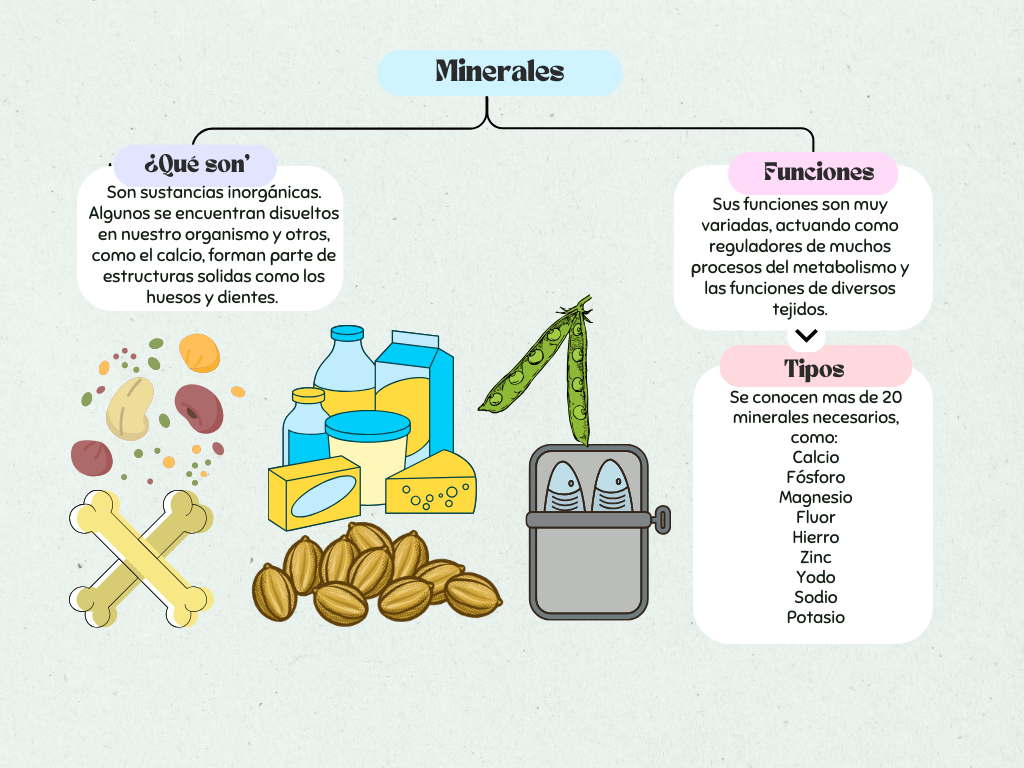 Minerales
¿Qué son'
Son sustancias inorgánicas.
Algunos se encuentran disueltos
en nuestro organismo y otros,
como el calcio, forman parte de
estructuras solidas como los
huesos y dientes.
Funciones
Sus funciones son muy
variadas, actuando como
reguladores de muchos
procesos del metabolismo y
las funciones de diversos
tejidos.
Tipos
Se conocen mas de 20
minerales necesarios,
como:
Calcio
Fósforo
Magnesio
Fluor
Hierro
Zinc
Yodo
Sodio
Potasio